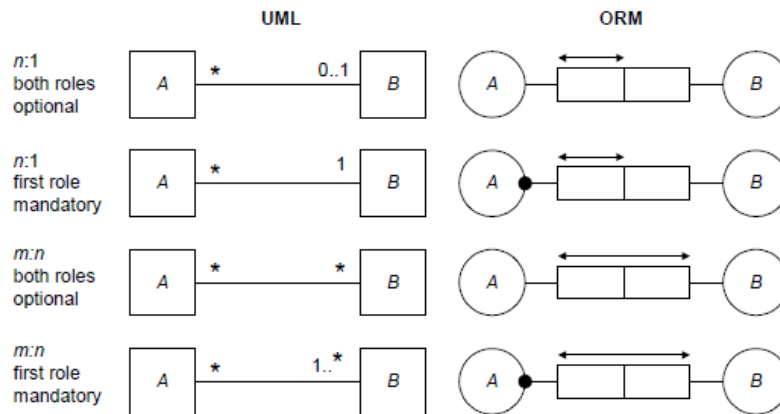 UML ORM
n:1
both roles
optional
A * 0..1 B A B
n:1
first role
mandatory
A * 1 B A B
m:n
both roles
optional
A * * B A B
m:n
first role
mandatory
A * 1..* B A B